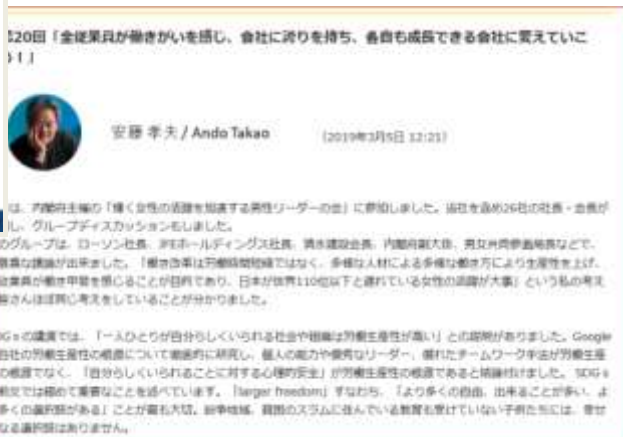 第20回「全従業員が働きがいを感じ、会社に誇りを持ち、各自も成長できる会社に変えていこ
う！」
安藤 孝夫 / Ando Takao （2019年3月5日 12:21）
は、内閣府主催の「輝く女性の活躍を加速する男性リーダーの会」に参加しました。当社を含め26社の社長・会長が
し、グループディスカッションもしました。
のグループは、ローソン社長、JFEホールディングス社長、清水建設会長、内閣府副大臣、男女共同参画局長などで、
な議論が出来ました。「働き改革は労働時間短縮ではなく、多様な人材による多様な働き方により生産性を上げ、
従業員が働き甲斐を感じることが目的であり、日本が世界110位以下と遅れている女性の活躍が大事」という私の考え
皆さんほぼ同じ考えをしていることが分かりました。
Gsの講演では、「一人ひとりが自分らしくいられる社会や組織は労働生産性が高い」との説明がありました。Google
自社の労働生産性の根源について徹底的に研究し、個人の能力や優秀なリーダー、優れたチームワーク手法が労働生産
の根源でなく、「自分らしくいられることに対する心理的安全」が労働生産性の根源であると結論付けました。 SDGs
前文では極めて重要なことを述べています。「larger freedom」すなわち、「より多くの自由、出来ることが多い、よ
多くの選択肢がある」ことが最も大切。紛争地域、貧困のスラムに住んでいる教育も受けていない子供たちには、幸せ
なる選択肢はありません。